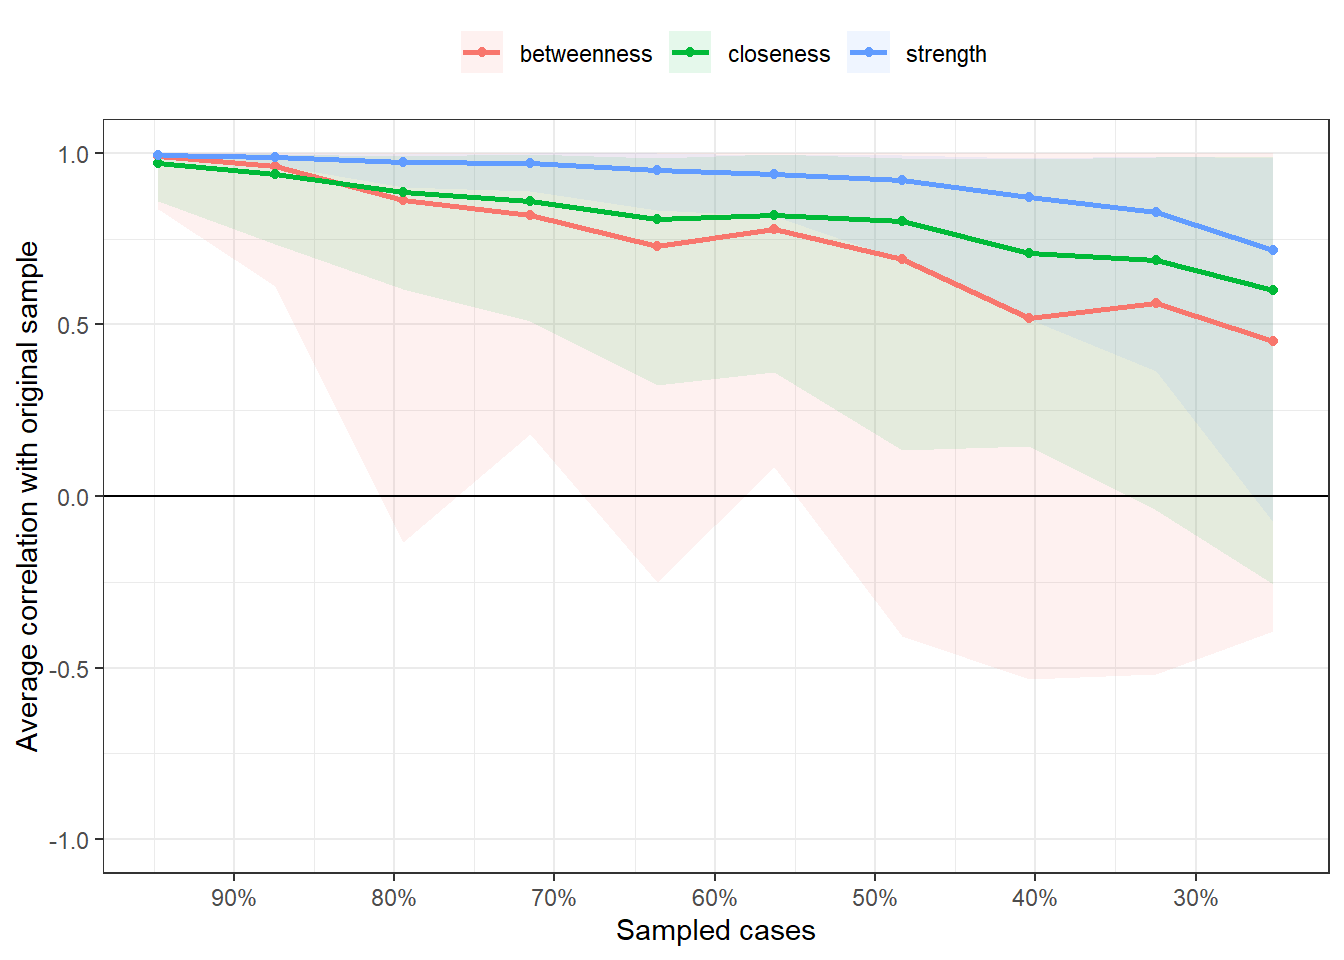 betweenness closeness strength
Average correlation with original sample
1.0
0.5
0.0
-0.5
-1.0
90% 80% 70% 60% 50% 40% 30%
Sampled cases